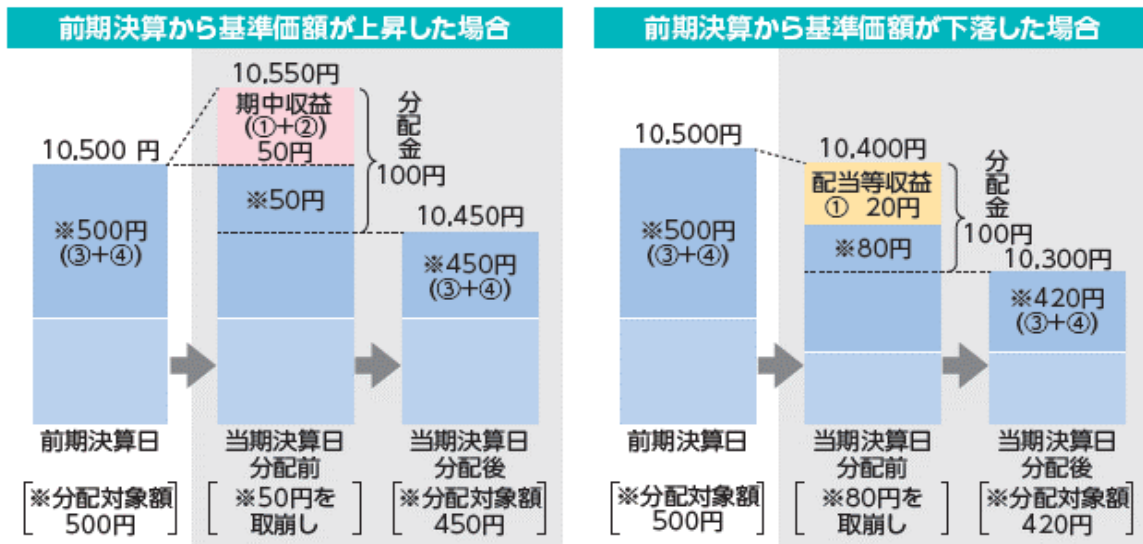 前期決算から基準価額が上昇した場合
10,550円
期中収益
(①+②)
50円
分配金
100円
10,500 円
※500円
(③+④)
※50円
10,450円
※450円
(③+④)
前期決算日
当期決算日
分配前
当期決算日
分配後
※分配対象額
500円
※50円を
取崩し
※分配対象額
450円
前期決算から基準価額が下落した場合
10,500円
10,400円
配当等収益
① 20円
分配金
100円
※500円
(③+④)
※80円
10,300円
※420円
(③+④)
前期決算日
当期決算日
分配前
当期決算日
分配後
※分配対象額
500円
※80円を
取崩し
※分配対象額
420円